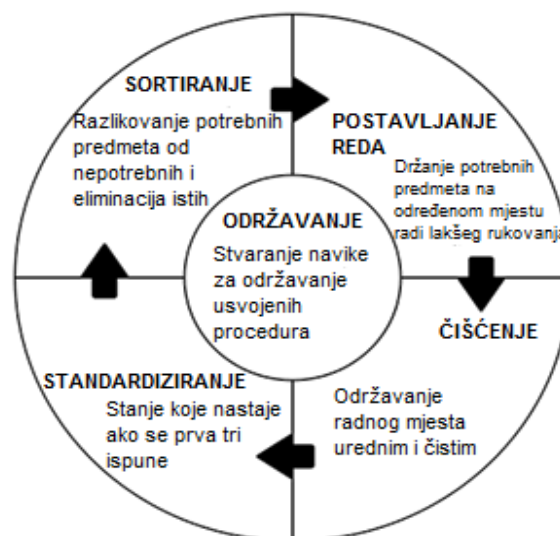 SORTIRANJE
Razlikovanje potrebnih
predmeta od
nepotrebnih i
eliminacija istih
POSTAVLJANJE
REDA
Držanje potrebnih
predmeta na
određenom mjestu
radi lakšeg rukovanja
ODRŽAVANJE
Stvaranje navike
za održavanje
usvojenih
procedura
ČIŠĆENJE
Održavanje
radnog mjesta
urednim i čistim
STANDARDIZIRANJE
Stanje koje nastaje
ako se prva tri
ispune